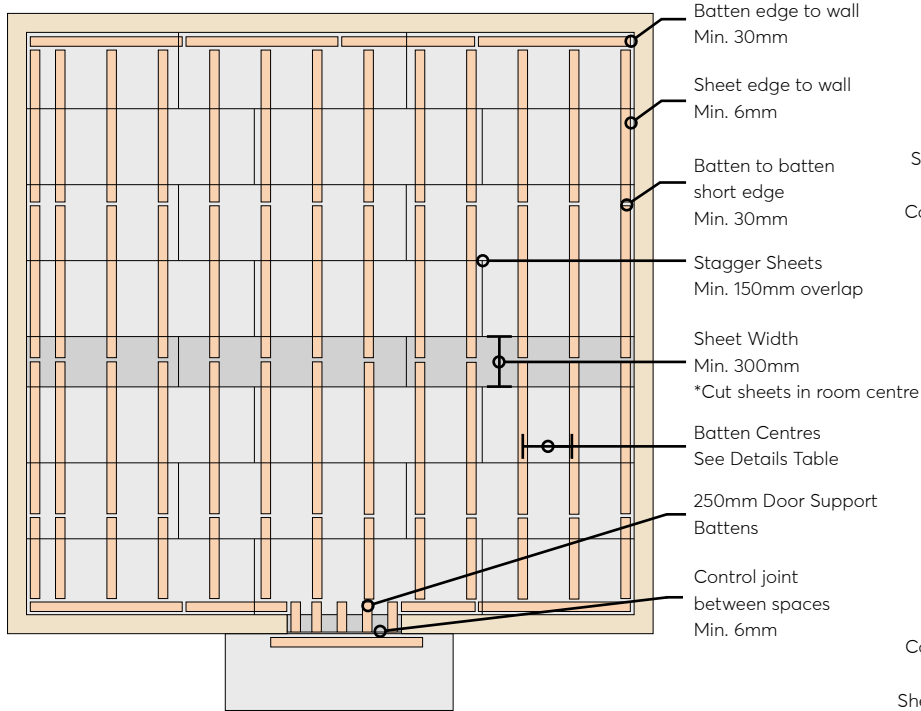 Batten edge to wall
Min. 30mm
Sheet edge to wall
Min. 6mm
Batten to batten
short edge
Min. 30mm
Stagger Sheets
Min. 150mm overlap
Sheet Width
Min. 300mm
*Cut sheets in room centre
Batten Centres
See Details Table
250mm Door Support
Battens
Control joint
between spaces
Min. 6mm